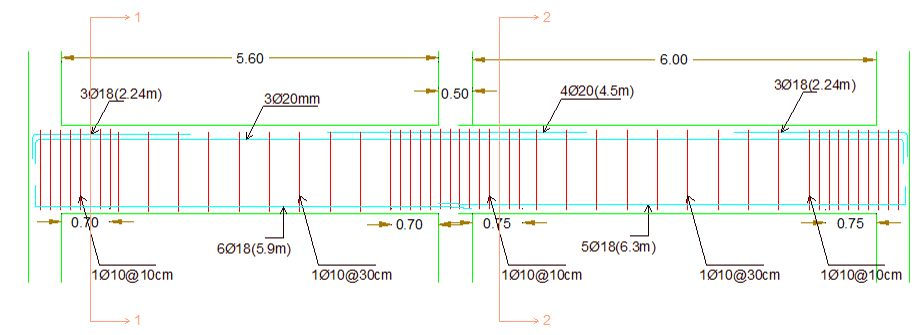 1
2
5.60
6.00
3Ø18(2.24m)
3Ø20mm
0.50
4Ø20(4.5m)
3Ø18(2.24m)
0.70
0.70
0.75
0.75
6Ø18(5.9m)
5Ø18(6.3m)
1Ø10@10cm
1Ø10@30cm
1Ø10@10cm
1Ø10@30cm
1Ø10@10cm
1
2